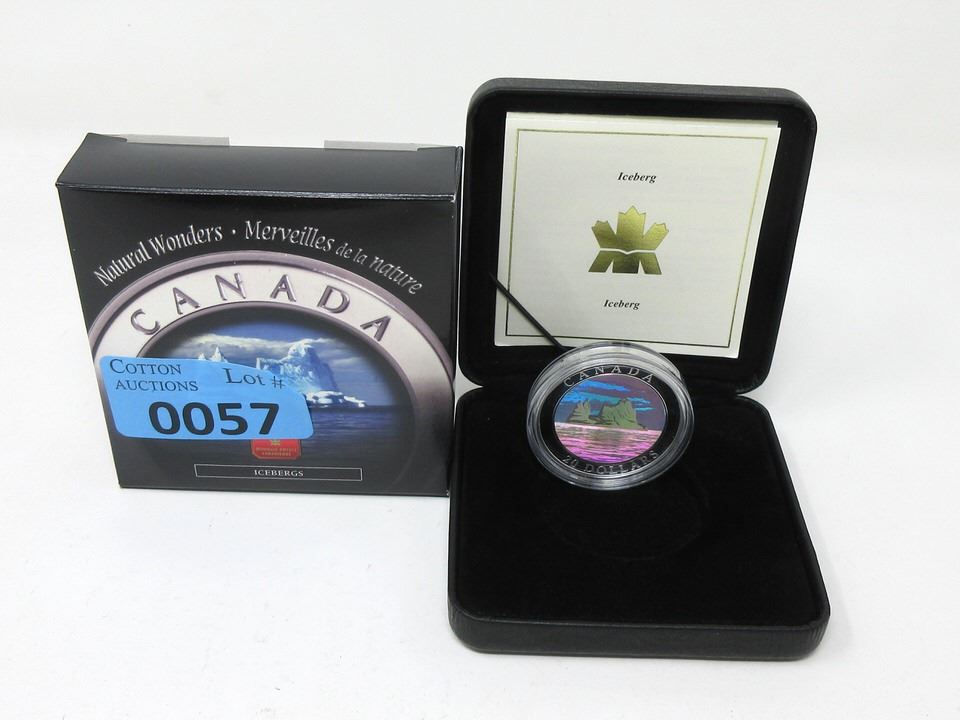 Natural Wonders · Merveilles de la nature
CANADA
COTTON
AUCTIONS
Lot #
0057
ICEBERGS
Iceberg
Iceberg
CANADA
20 DOLLARS